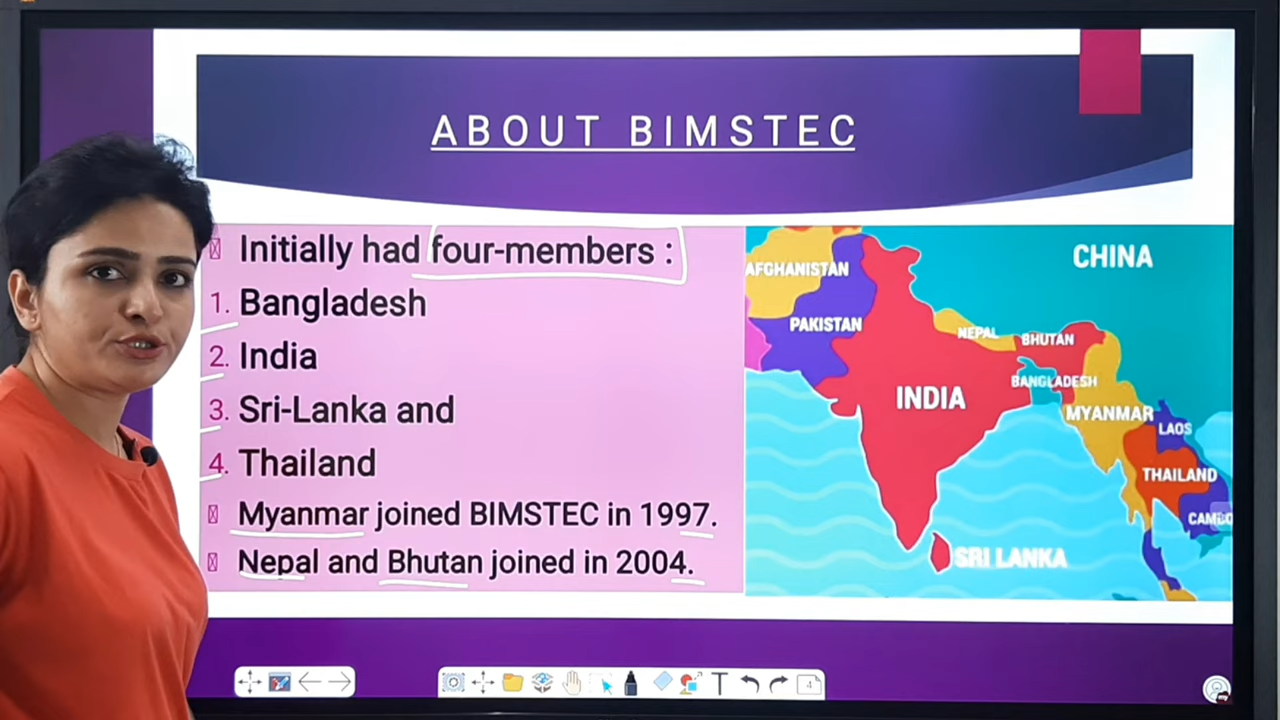 ABOUT BIMSTEC
Initially had four-members :
1. Bangladesh
2. India
3. Sri-Lanka and
4. Thailand
Myanmar joined BIMSTEC in 1997.
Nepal and Bhutan joined in 2004.
CHINA
AFGHANISTAN
PAKISTAN
NEPAL
BHUTAN
INDIA
BANGLADESH
MYANMAR
LAOS
THAILAND
SRI LANKA
T
4